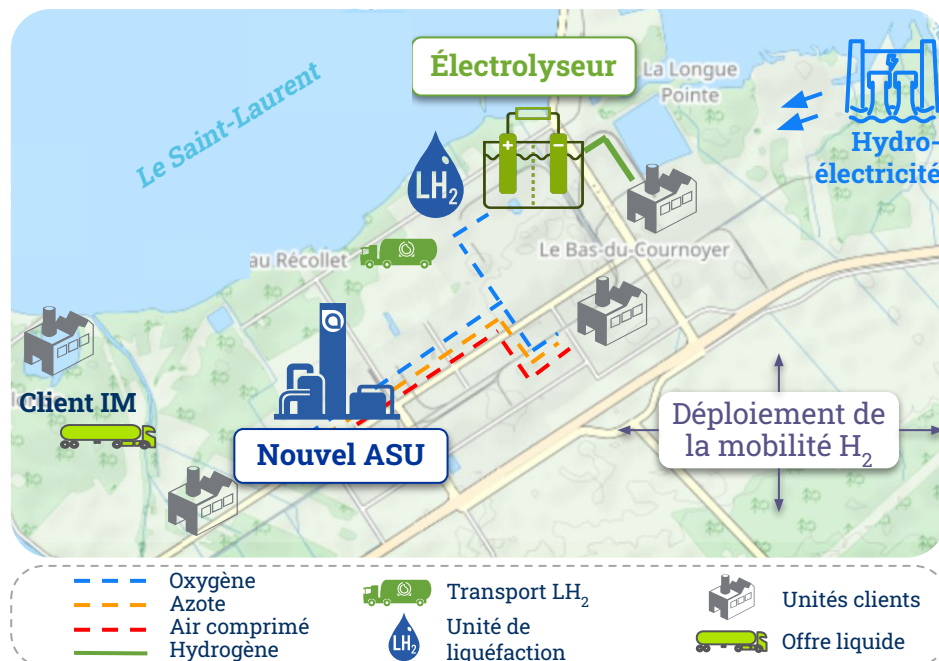 Électrolyseur
La Longue
Pointe
Le Saint-Laurent
Hydro-
électricité
+
−
LH2
au Récollet
Le Bas-du-Cournoyer
Client IM
Nouvel ASU
Déploiement de
la mobilité H2
Oxygène
Azote
Air comprimé
Hydrogène
Transport LH2
LH2
Unité de
liquéfaction
Unités clients
Offre liquide